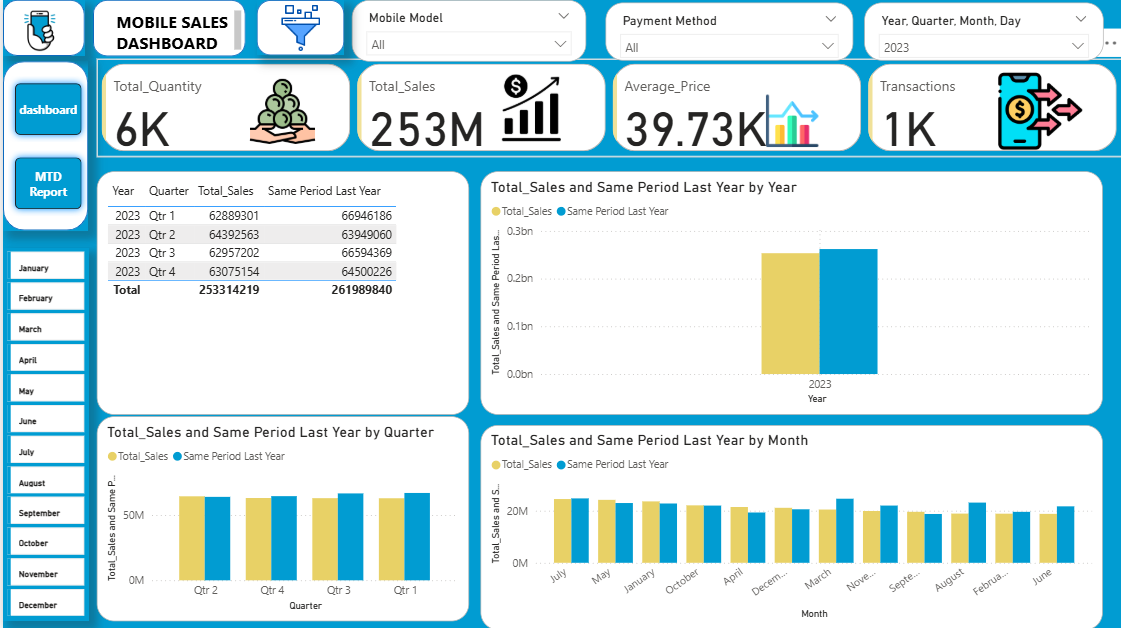 MOBILE SALES
DASHBOARD
Mobile Model
All
Payment Method
All
Year, Quarter, Month, Day
2023
dashboard
MTD
Report
Total_Quantity
6K
Total_Sales
253M
$
Average_Price
39.73K
Transactions
1K
$
January
February
March
April
May
June
July
August
September
October
November
December
Year Quarter Total_Sales Same Period Last Year
2023 Qtr 1 62889301 66946186
2023 Qtr 2 64392563 63949060
2023 Qtr 3 62957202 66594369
2023 Qtr 4 63075154 64500226
Total 253314219 261989840
Total_Sales and Same Period Last Year by Year
Total_Sales Same Period Last Year
Total_Sales and Same Period Las...
0.3bn
0.2bn
0.1bn
0.0bn
2023
Year
Total_Sales and Same Period Last Year by Quarter
Total_Sales Same Period Last Year
Total_Sales and Same P...
50M
0M
Qtr 2 Qtr 4 Qtr 3 Qtr 1
Quarter
Total_Sales and Same Period Last Year by Month
Total_Sales Same Period Last Year
Total_Sales and S...
20M
0M
July May January October April Decem... March Nove... Septe... August Februa... June
Month